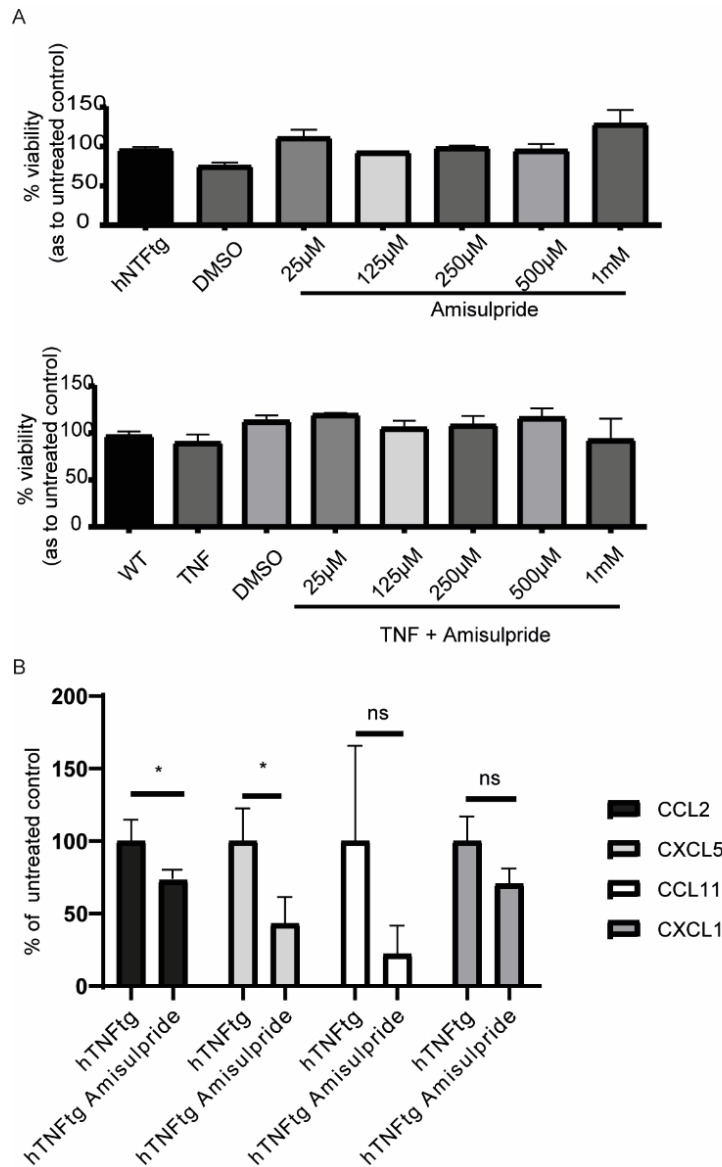 A
% viability
(as to untreated control)
150
100
50
0
hNTFtg
DMSO
25µM
125µM
250µM
500µM
1mM
Amisulpride
% viability
(as to untreated control)
150
100
50
0
WT
TNF
DMSO
25µM
125µM
250µM
500µM
1mM
TNF + Amisulpride
B
% of untreated control
200
150
100
50
0
*
*
ns
ns
hTNFtg
hTNFtg Amisulpride
hTNFtg
hTNFtg Amisulpride
hTNFtg
hTNFtg Amisulpride
hTNFtg
hTNFtg Amisulpride
CCL2
CXCL5
CCL11
CXCL1